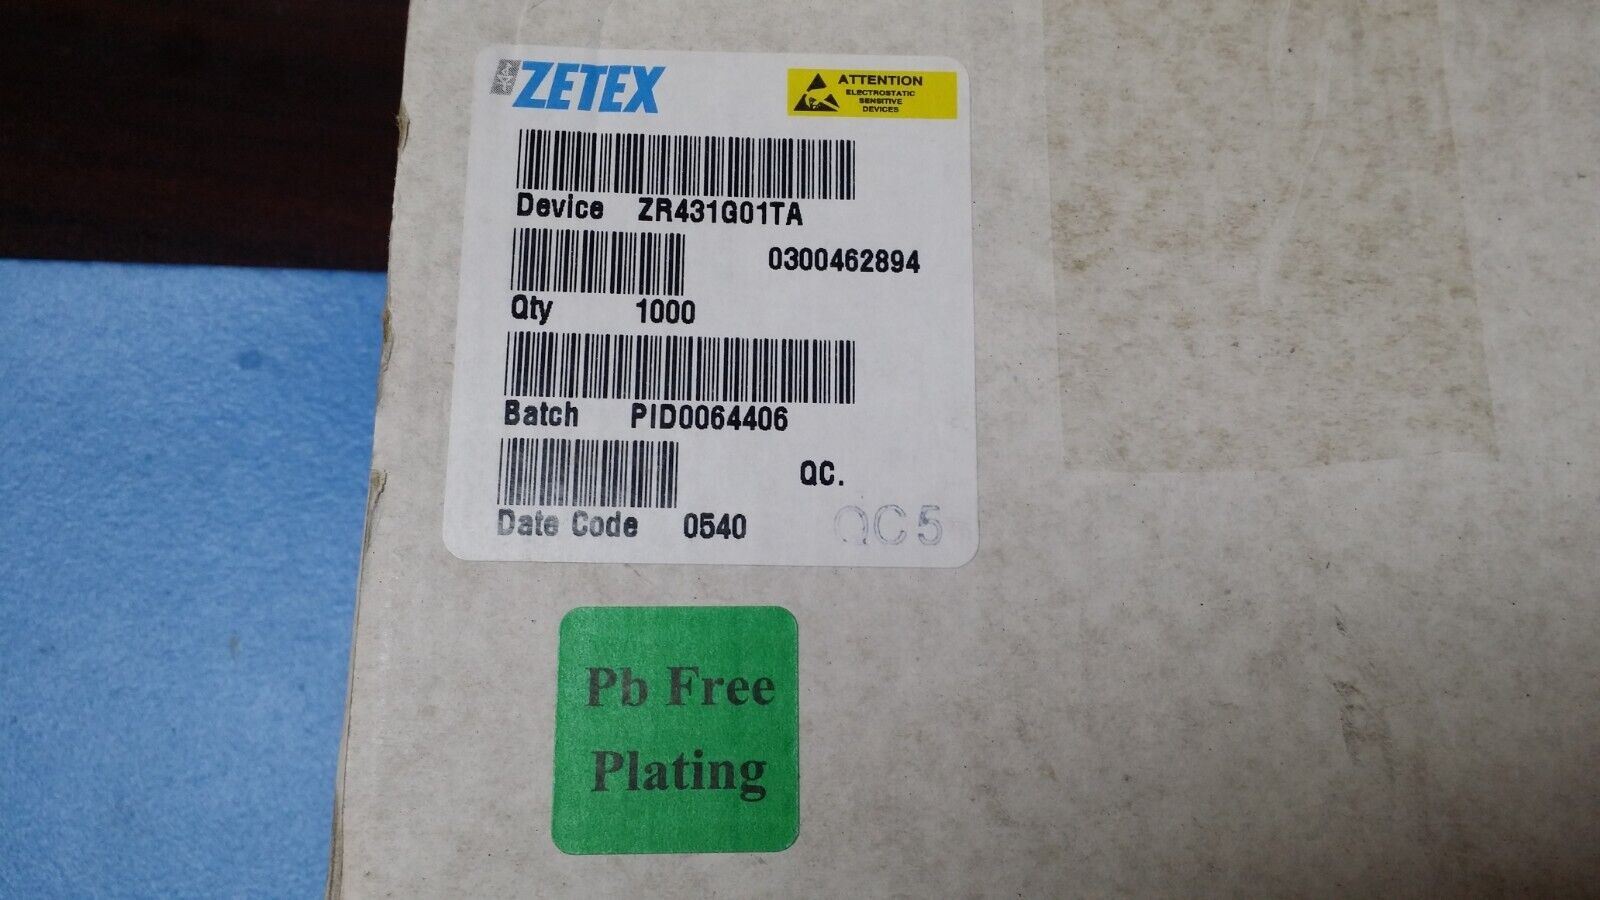 ZETEX
ATTENTION
ELECTROSTATIC
SENSITIVE
DEVICES
Device ZR431G01TA
0300462894
Qty 1000
Batch PID0064406
QC.
Date Code 0540
QC5
Pb Free
Plating